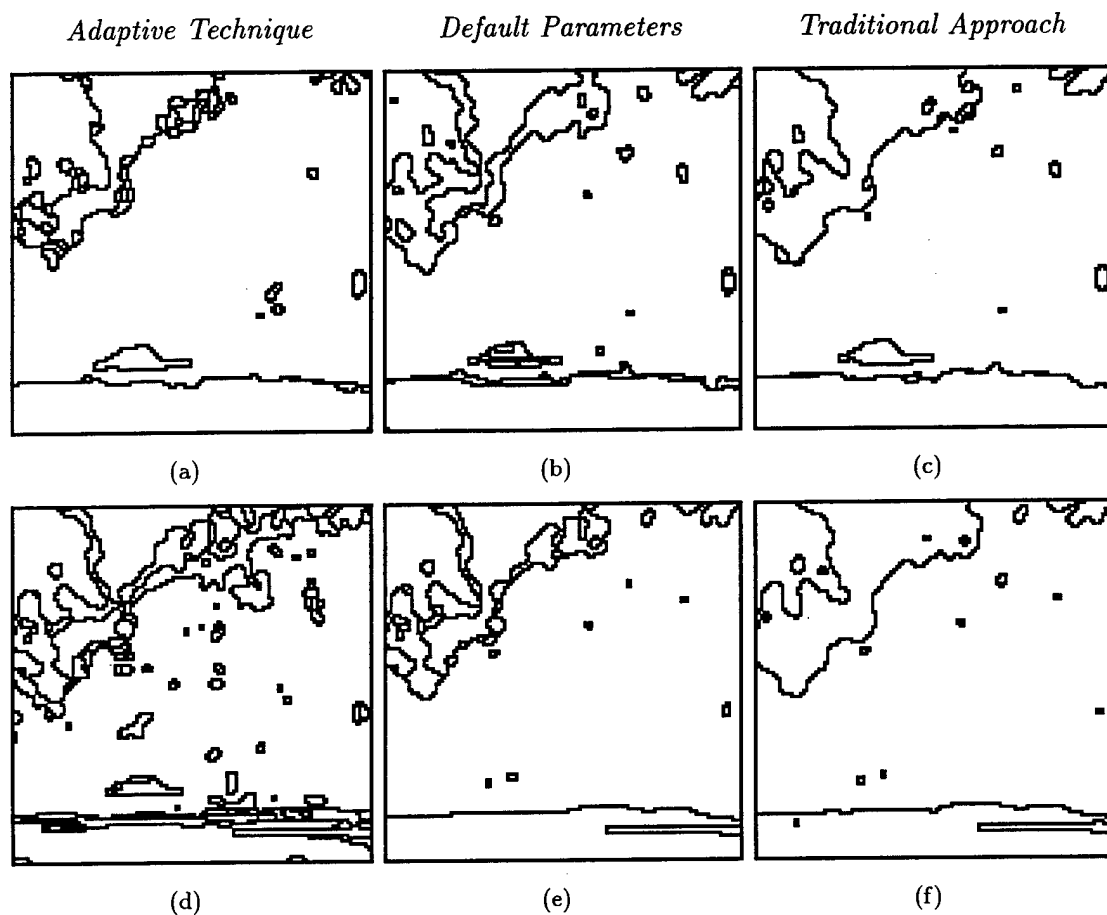 Adaptive Technique
Default Parameters
Traditional Approach
(a)
(b)
(c)
(d)
(e)
(f)